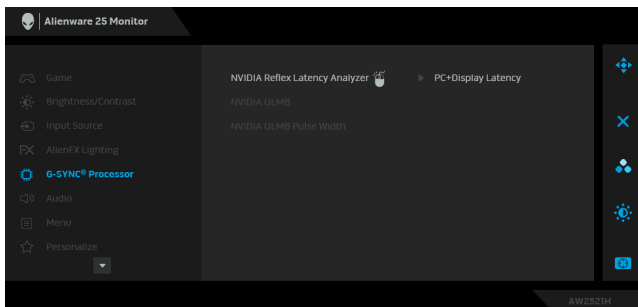 Alienware 25 Monitor
Game
Brightness/Contrast
Input Source
FX AlienFX Lighting
G-SYNC® Processor
Audio
Menu
Personalize
NVIDIA Reflex Latency Analyzer PC+Display Latency
NVIDIA ULMB
NVIDIA ULMB Pulse Width
AW2521H